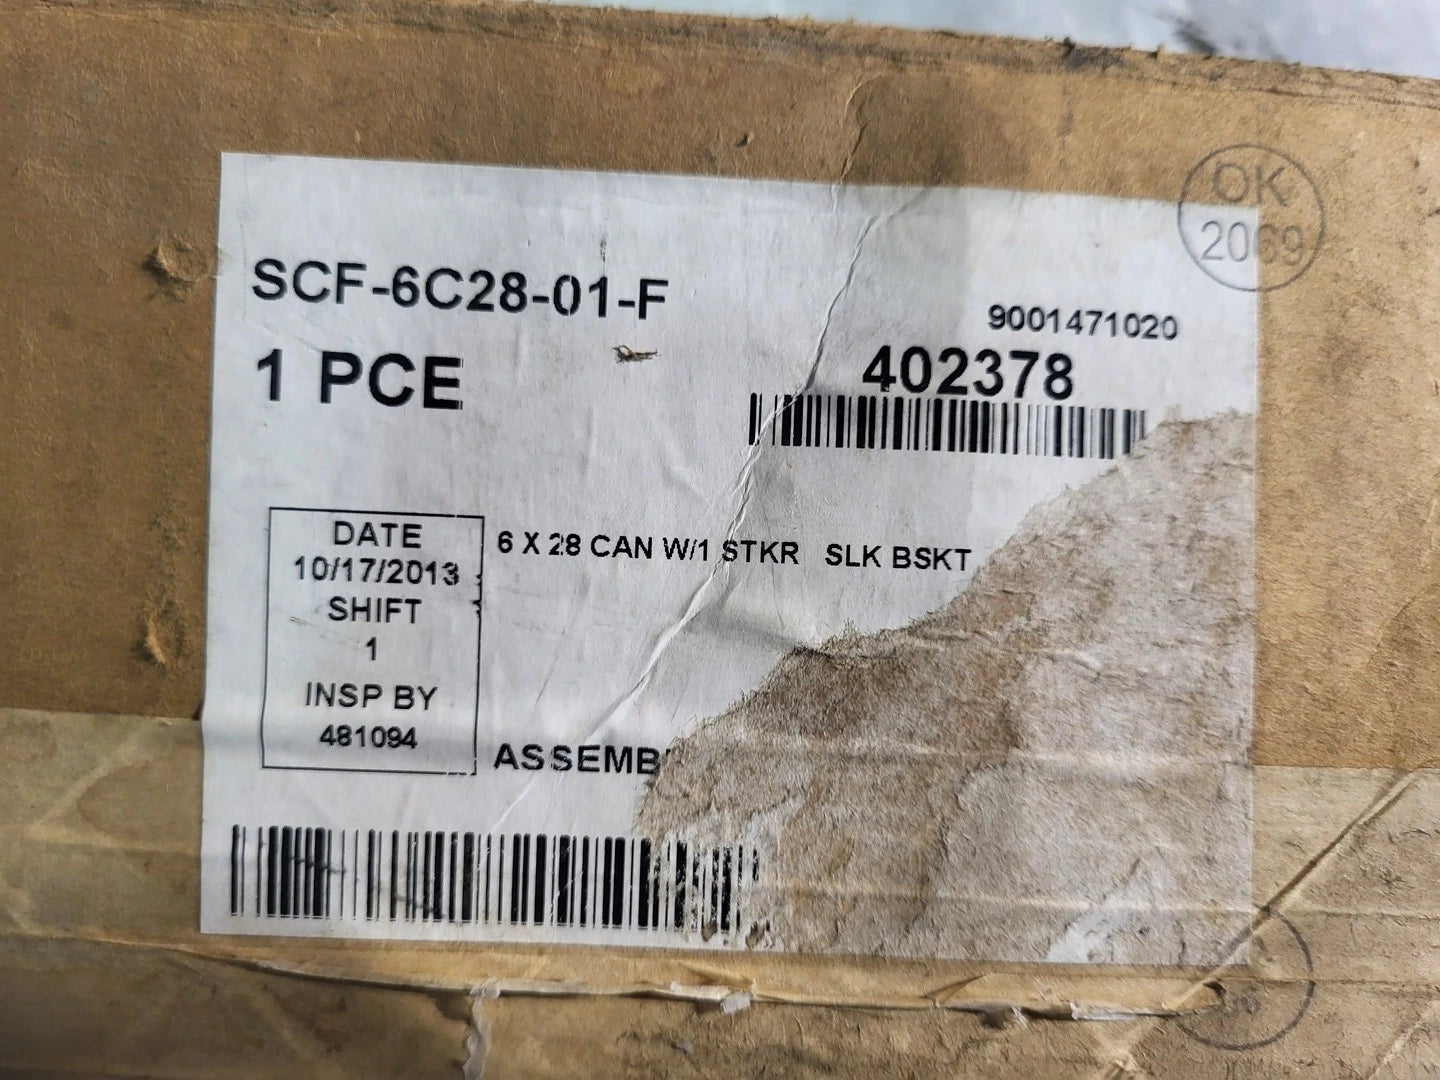 OK
2069
SCF-6C28-01-F
9001471020
1 PCE
402378
DATE
10/17/2013
SHIFT
1
INSP BY
481094
6 X 28 CAN W/1 STKR SLK BSKT